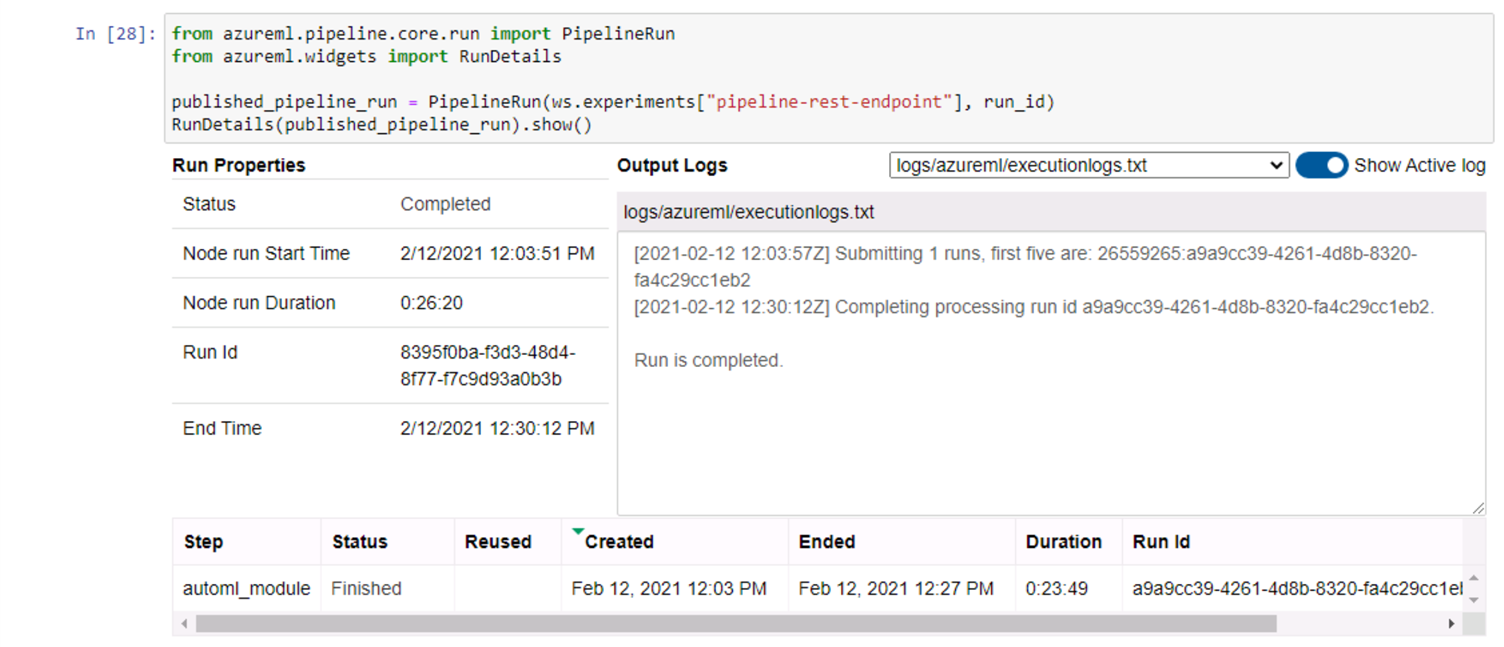 In [28]:
from azureml.pipeline.core.run import PipelineRun
from azureml.widgets import RunDetails
published_pipeline_run = PipelineRun(ws.experiments["pipeline-rest-endpoint"], run_id)
RunDetails(published_pipeline_run).show()
Run Properties
Status Completed
Node run Start Time 2/12/2021 12:03:51 PM
Node run Duration 0:26:20
Run Id 8395f0ba-f3d3-48d4-
8f77-f7c9d93a0b3b
End Time 2/12/2021 12:30:12 PM
Output Logs logs/azureml/executionlogs.txt Show Active log
logs/azureml/executionlogs.txt
[2021-02-12 12:03:57Z] Submitting 1 runs, first five are: 26559265:a9a9cc39-4261-4d8b-8320-
fa4c29cc1eb2
[2021-02-12 12:30:12Z] Completing processing run id a9a9cc39-4261-4d8b-8320-fa4c29cc1eb2.
Run is completed.
Step Status Reused Created Ended Duration Run Id
automl_module Finished Feb 12, 2021 12:03 PM Feb 12, 2021 12:27 PM 0:23:49 a9a9cc39-4261-4d8b-8320-fa4c29cc1e